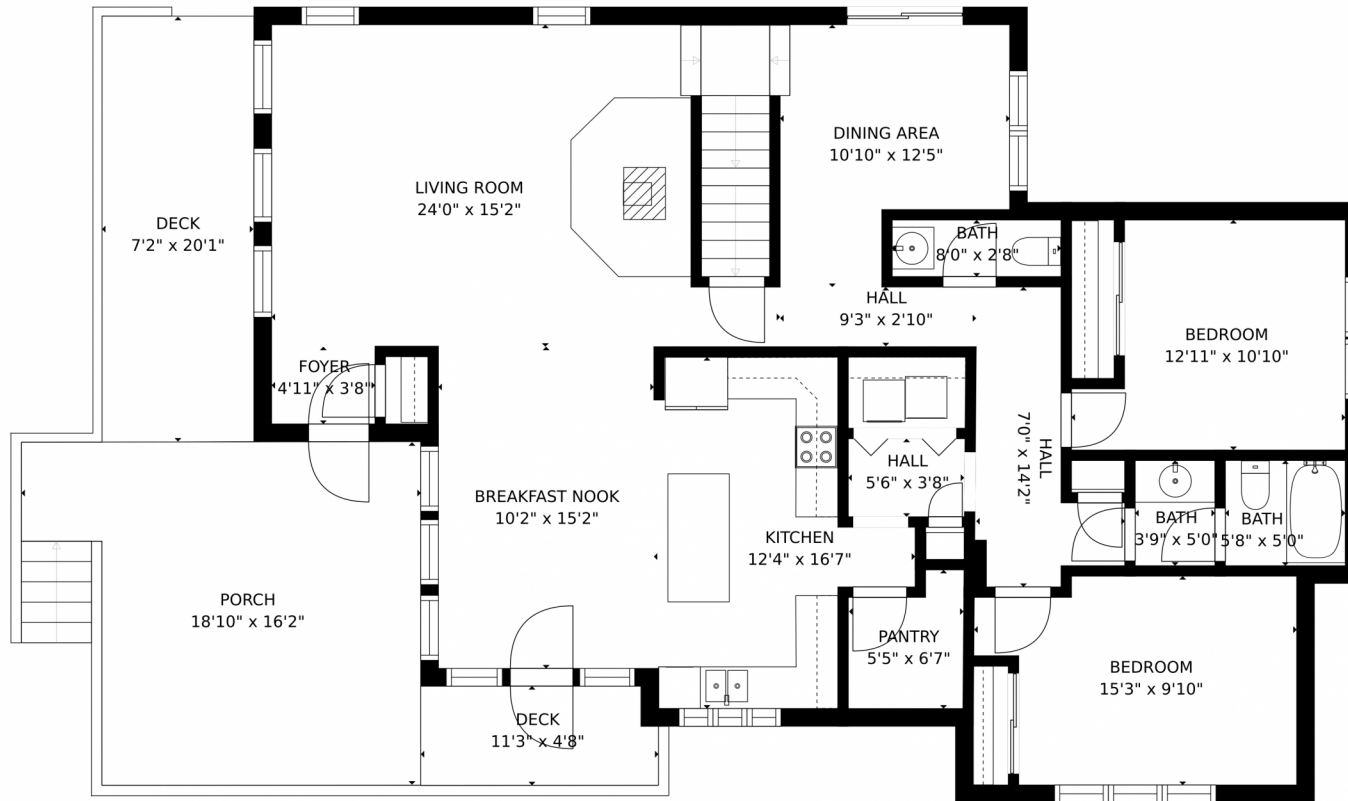 DINING AREA
10'10" x 12'5"
LIVING ROOM
24'0" x 15'2"
DECK
7'2" x 20'1"
BATH
8'0" x 2'8"
HALL
9'3" x 2'10"
BEDROOM
12'11" x 10'10"
FOYER
4'11" x 3'8"
HALL
7'0" x 14'2"
HALL
5'6" x 3'8"
BREAKFAST NOOK
10'2" x 15'2"
KITCHEN
12'4" x 16'7"
BATH
3'9" x 5'0"
BATH
5'8" x 5'0"
PORCH
18'10" x 16'2"
PANTRY
5'5" x 6'7"
BEDROOM
15'3" x 9'10"
DECK
11'3" x 4'8"